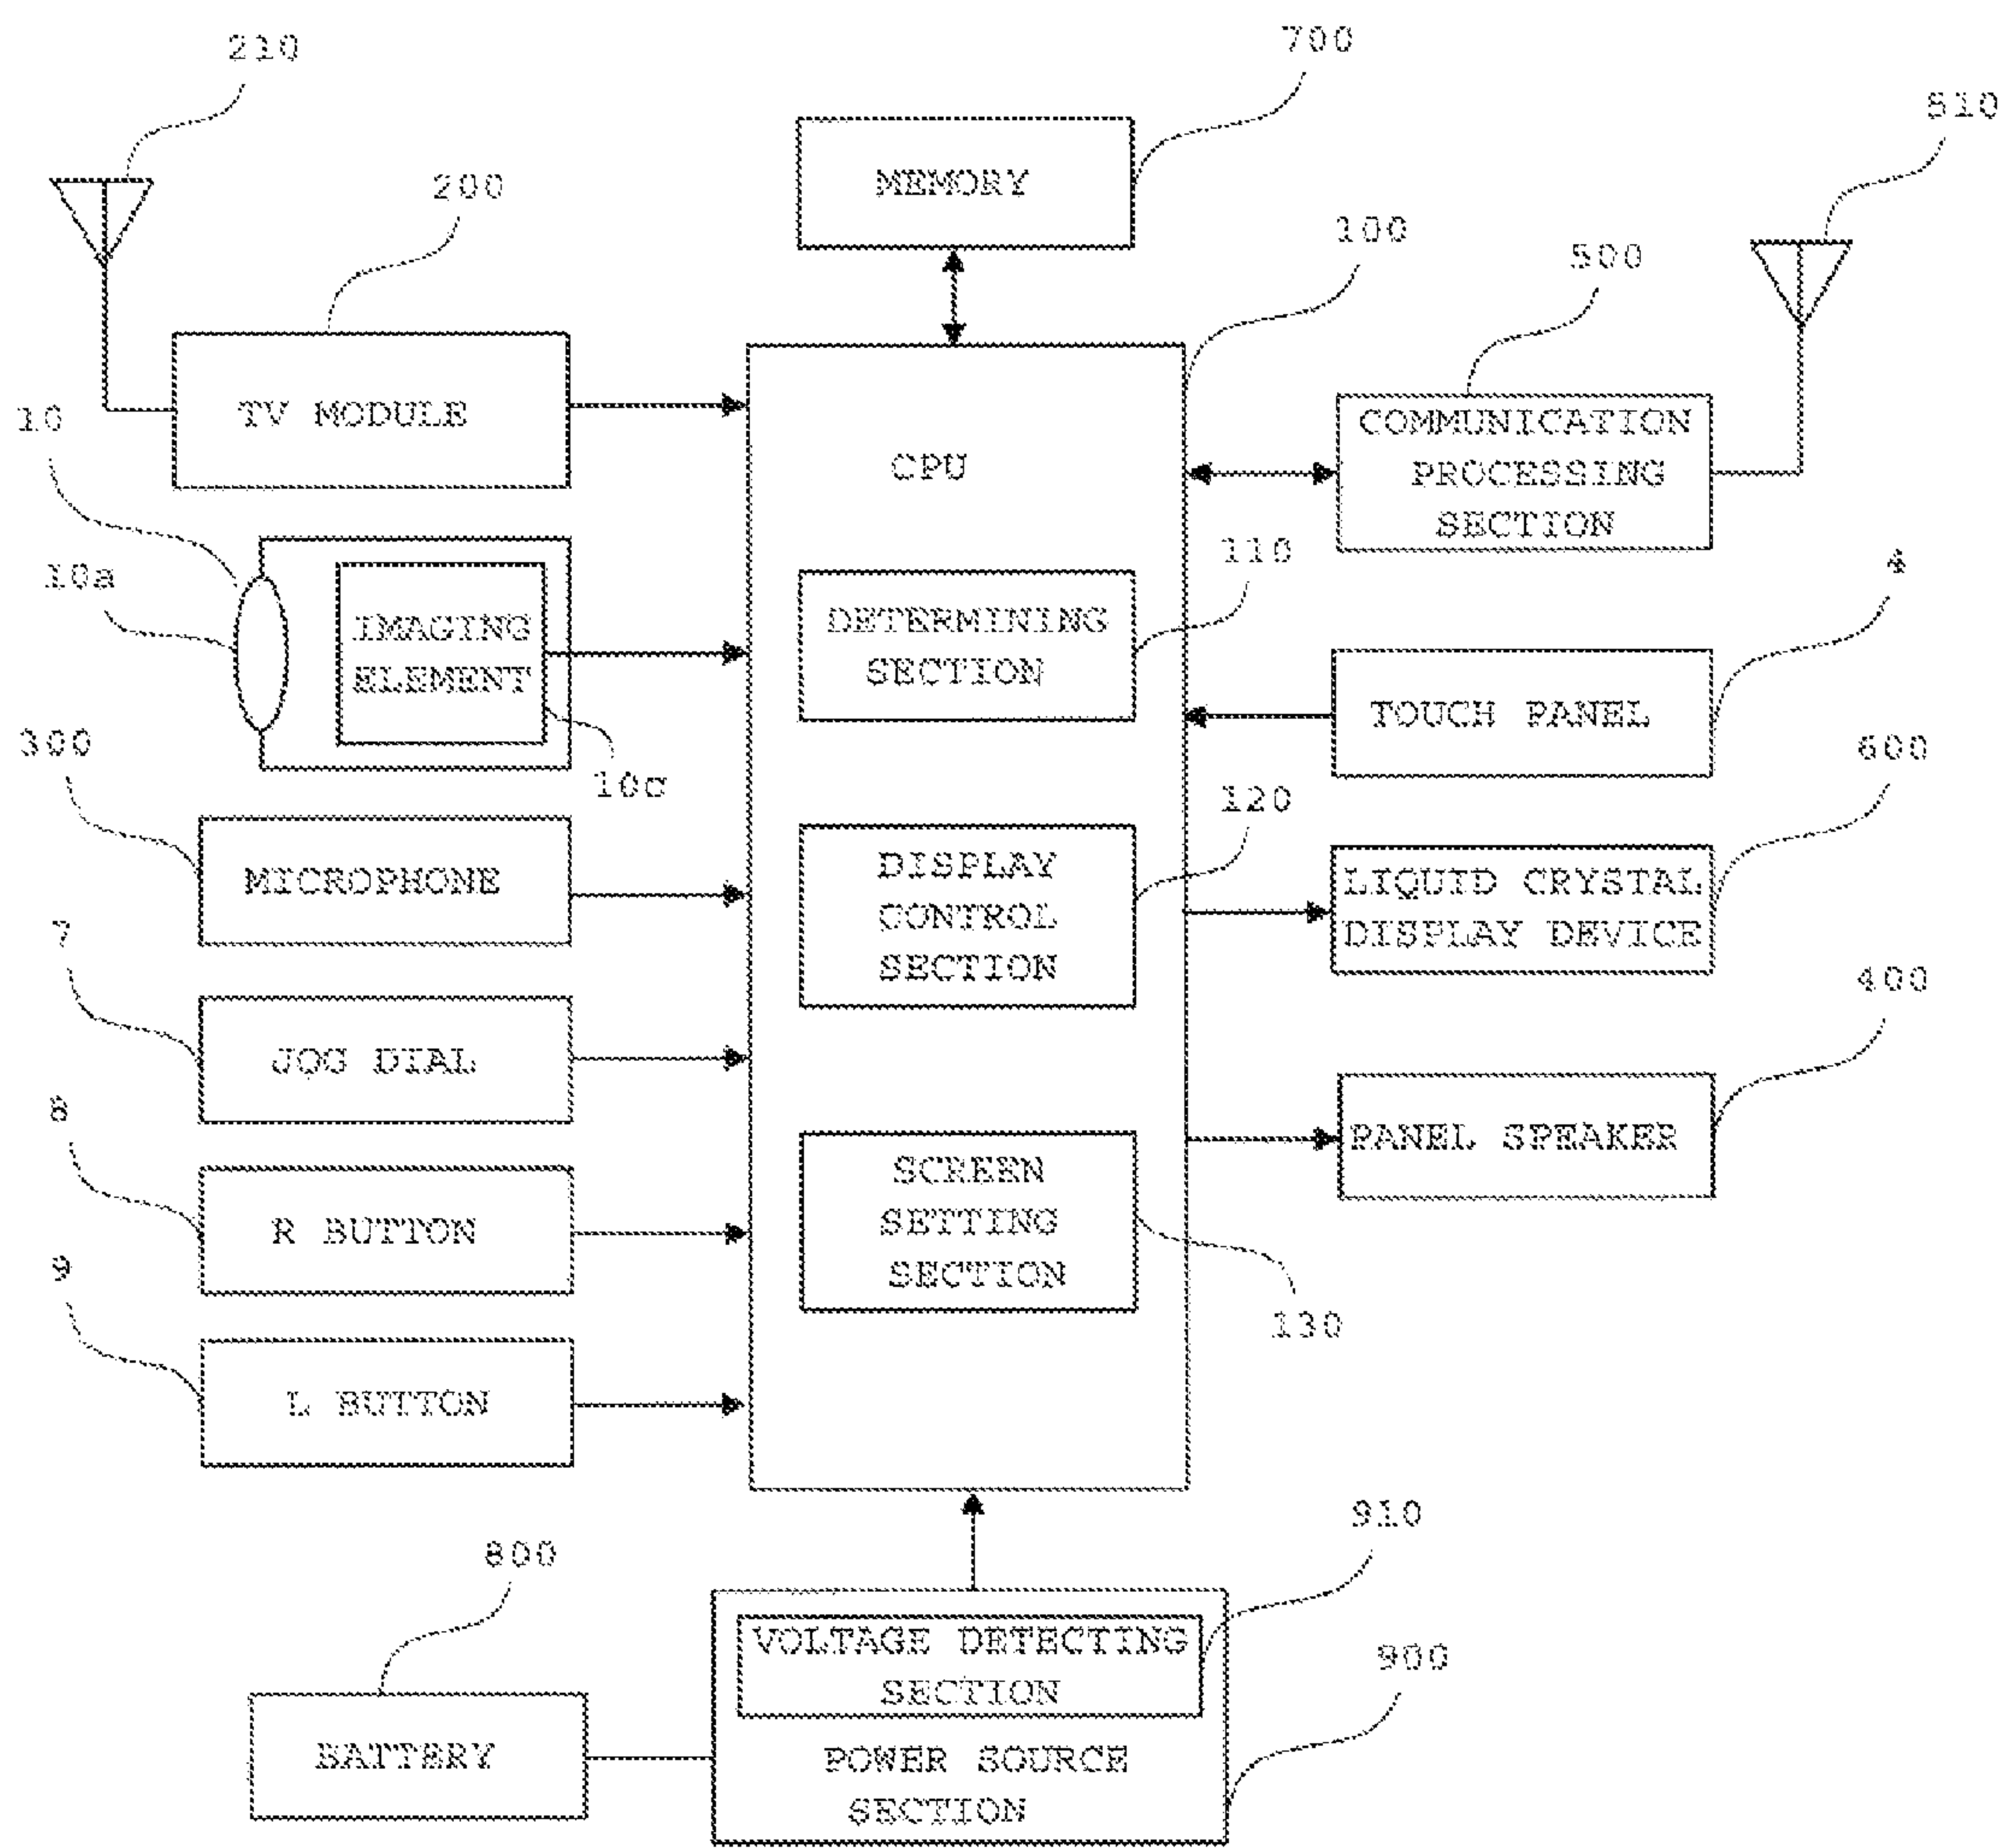 210
700
510
200
MEMORY
100
500
10
TV MODULE
CPU
COMMUNICATION
PROCESSING
SECTION
10a
IMAGING
ELEMENT
10c
110
DETERMINING
SECTION
4
TOUCH PANEL
300
MICROPHONE
120
DISPLAY
CONTROL
SECTION
600
LIQUID CRYSTAL
DISPLAY DEVICE
7
JOG DIAL
400
PANEL SPEAKER
8
R BUTTON
SCREEN
SETTING
SECTION
130
9
L BUTTON
800
BATTERY
910
VOLTAGE DETECTING
SECTION
900
POWER SOURCE
SECTION